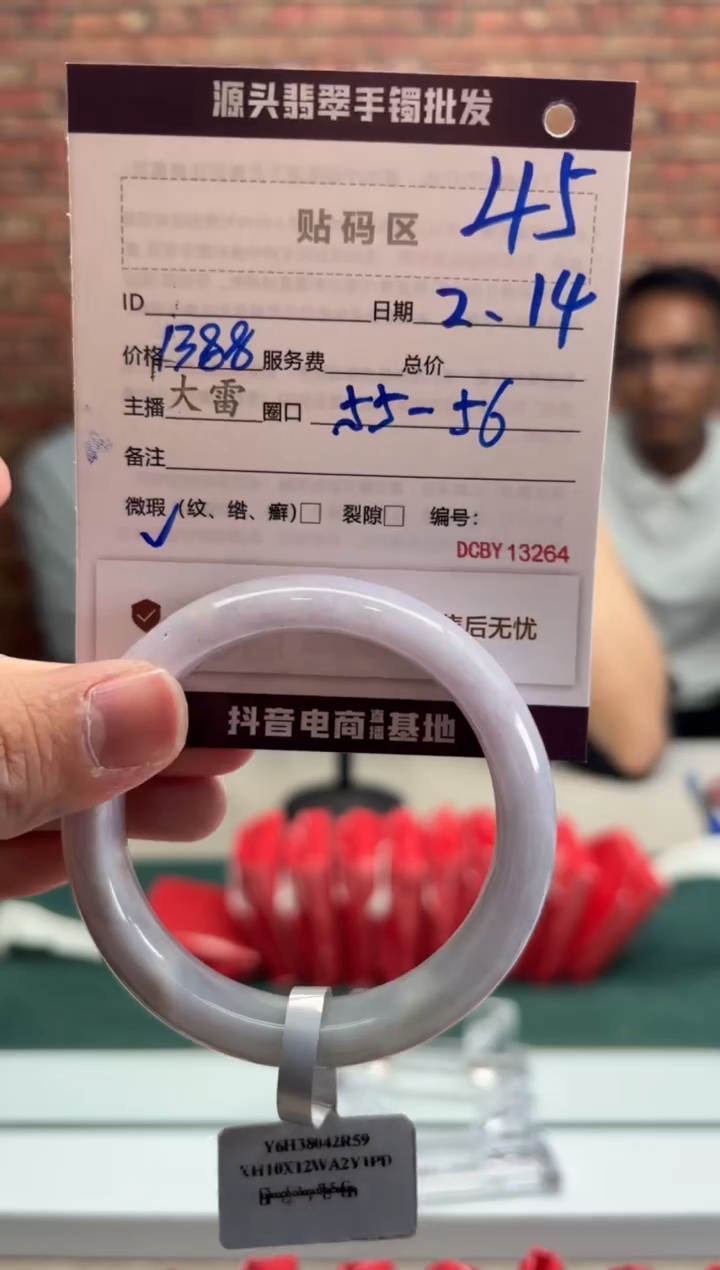 源头翡翠手镯批发
45
贴码区
ID 日期 2、14
价格 1388 服务费 总价
主播 大雷 圈口 55-56
备注
微瑕 (纹、绺、癣)□ 裂隙□ 编号:
✓
DCBY 13264
后无忧
抖音电商直播基地
Y6H38042R59
XH10X12WA2Y1PD